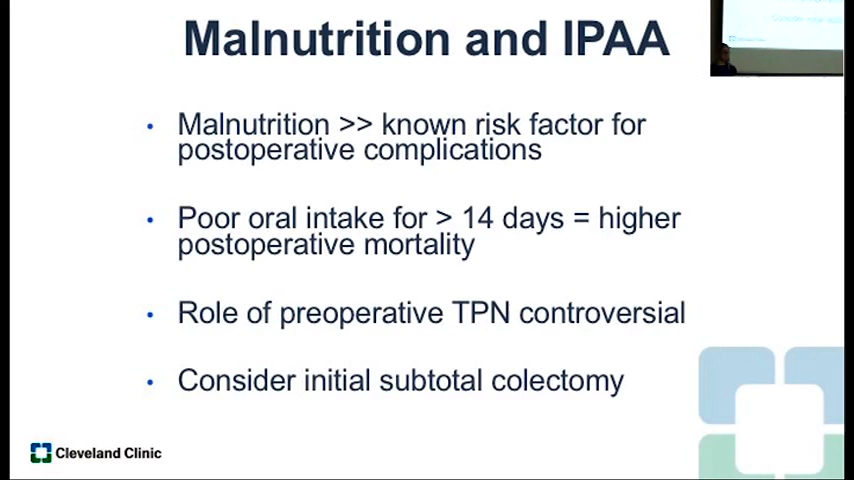 Malnutrition and IPAA
• Malnutrition >> known risk factor for
postoperative complications
• Poor oral intake for > 14 days = higher
postoperative mortality
• Role of preoperative TPN controversial
• Consider initial subtotal colectomy
Cleveland Clinic